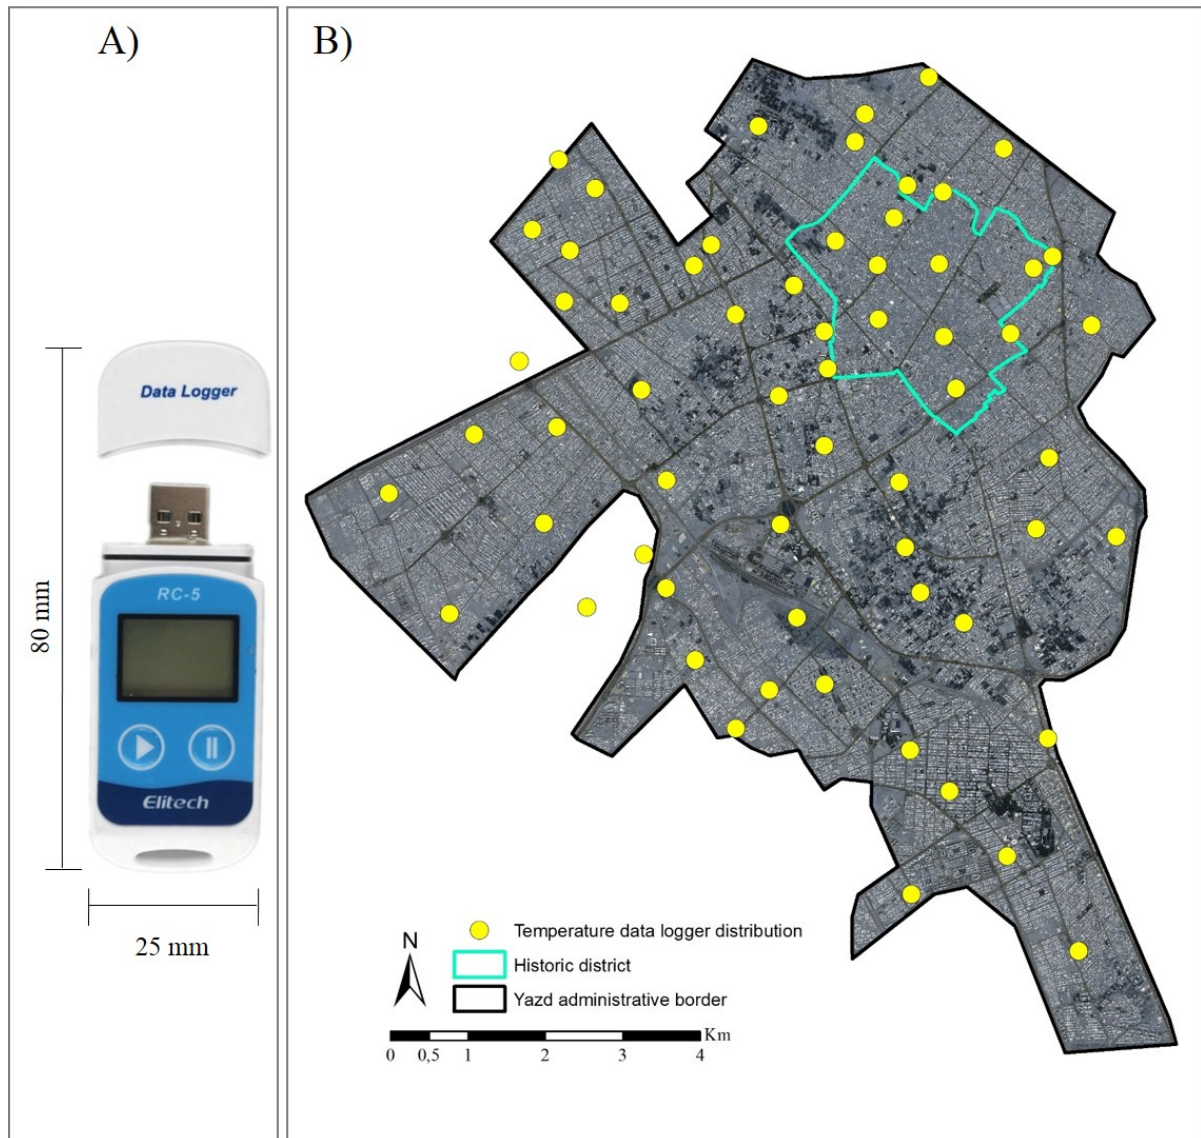 A)
Data Logger
RC-5
Elitech
80 mm
25 mm
B)
N
Temperature data logger distribution
Historic district
Yazd administrative border
Km
0 0,5 1 2 3 4